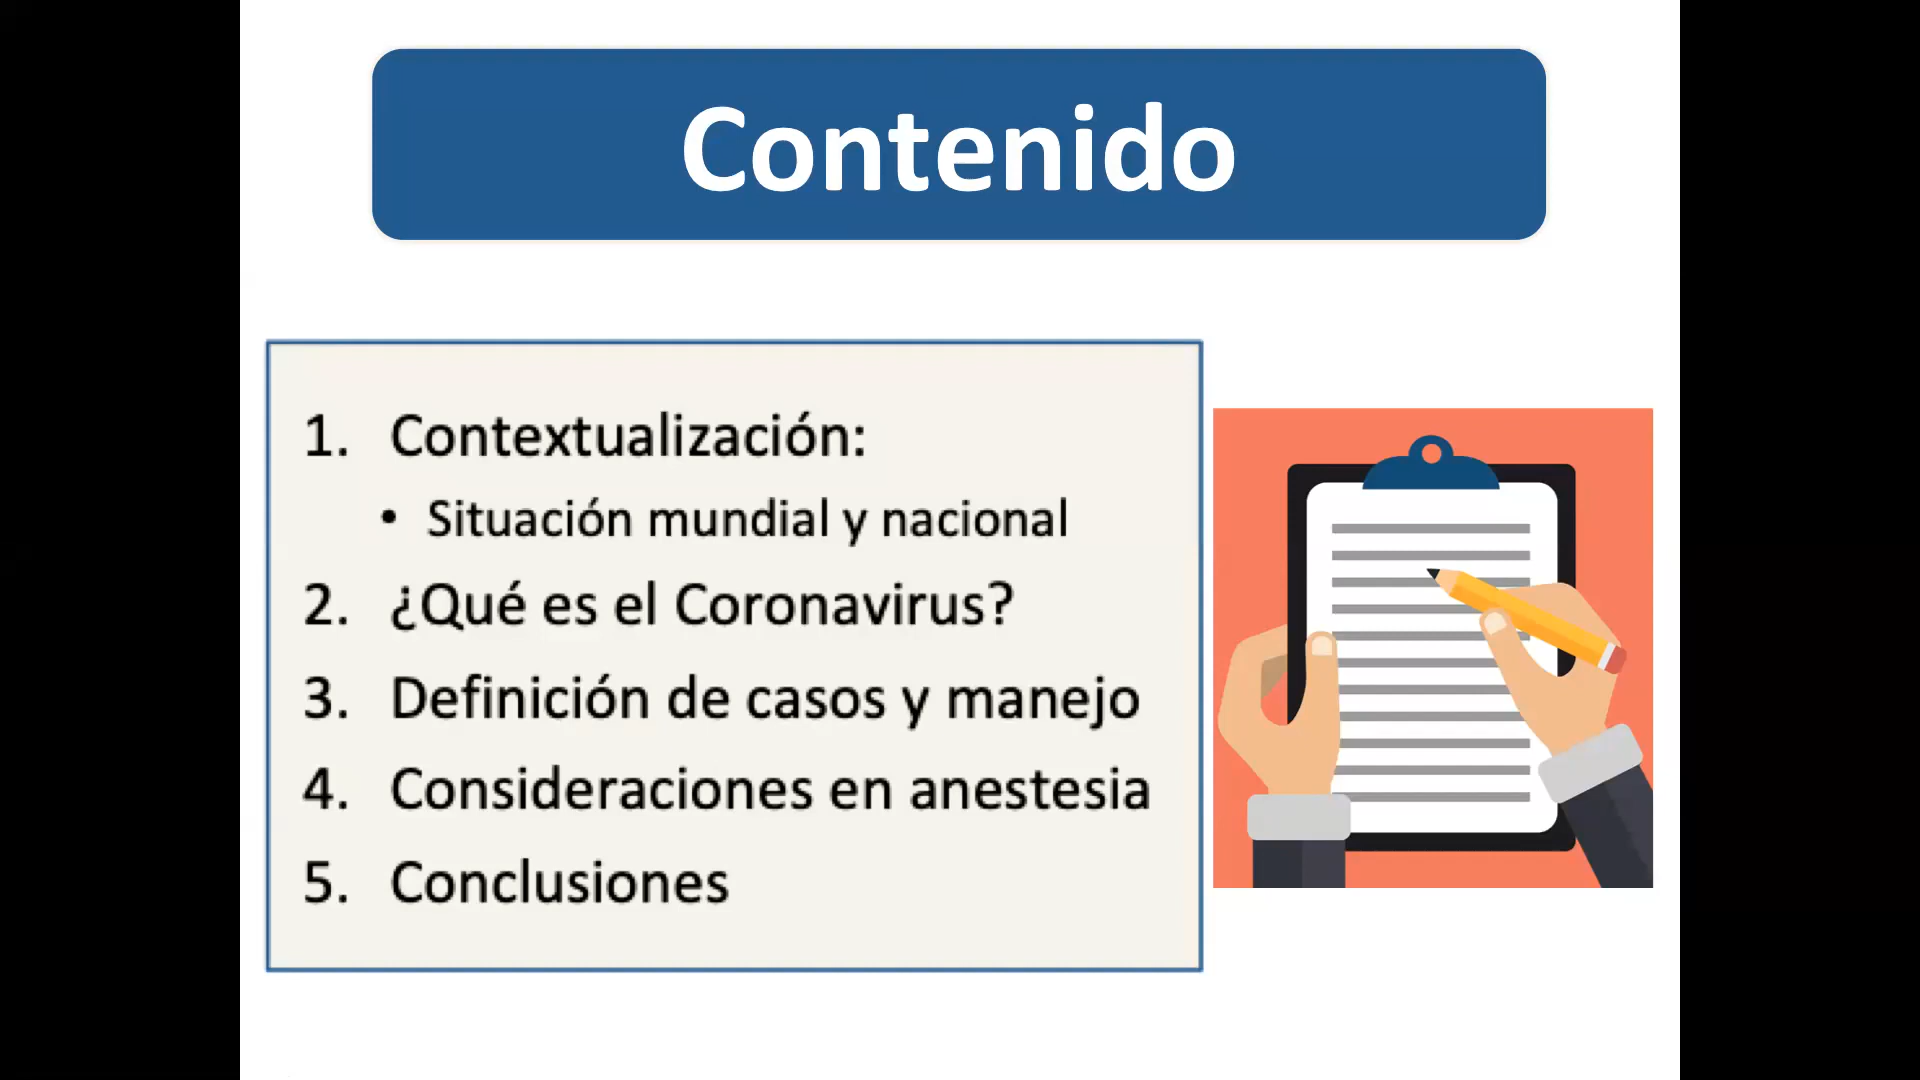 Contenido
1. Contextualización:
• Situación mundial y nacional
2. ¿Qué es el Coronavirus?
3. Definición de casos y manejo
4. Consideraciones en anestesia
5. Conclusiones